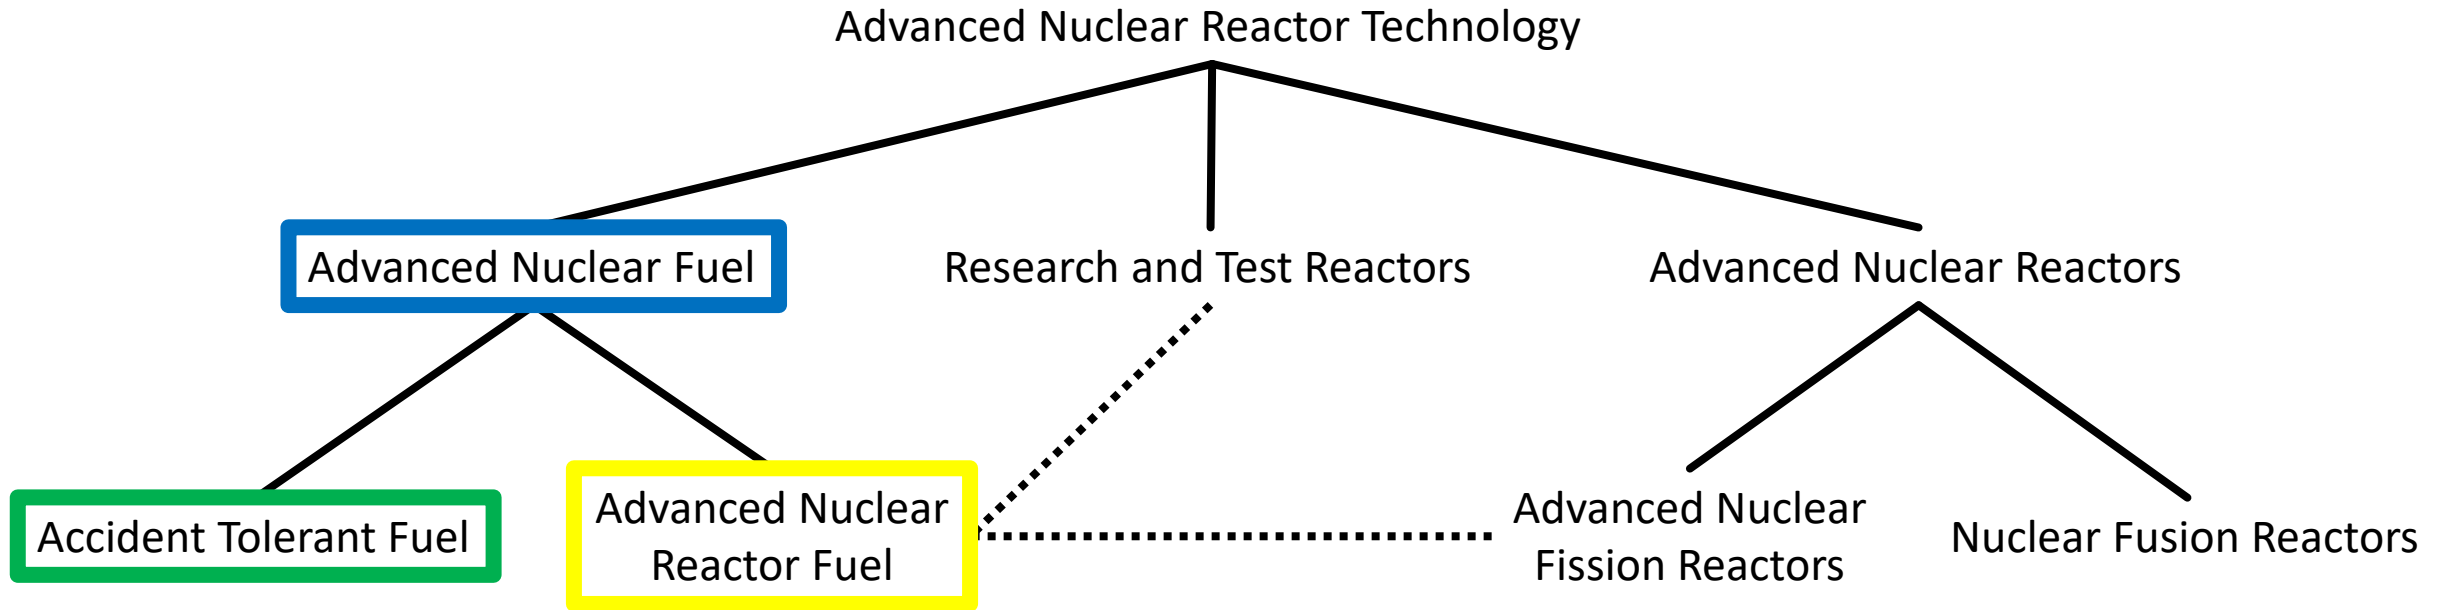 Advanced Nuclear Reactor Technology
Advanced Nuclear Fuel
Research and Test Reactors
Advanced Nuclear Reactors
Accident Tolerant Fuel
Advanced Nuclear
Reactor Fuel
Advanced Nuclear
Fission Reactors
Nuclear Fusion Reactors